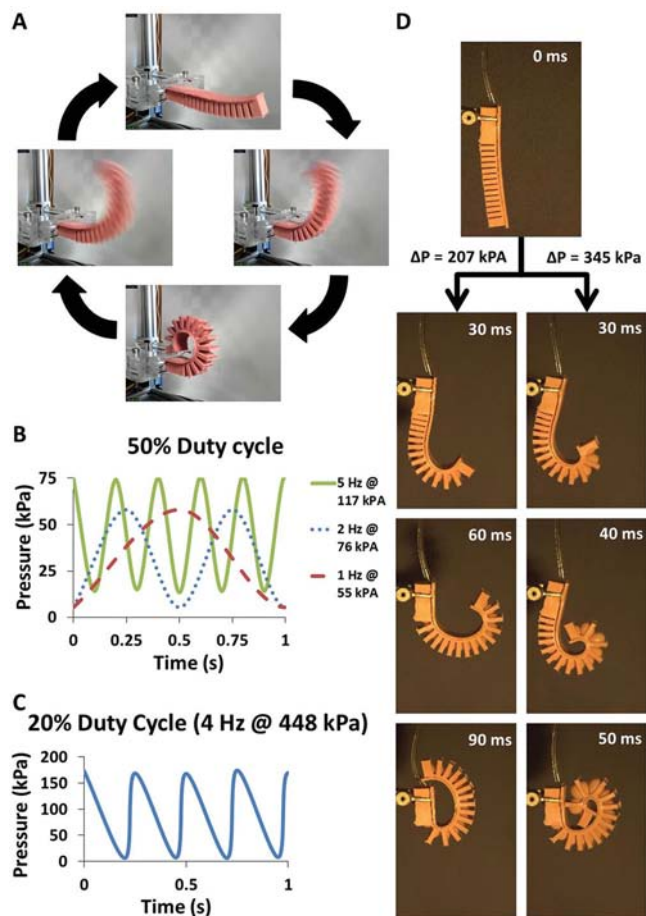 A
D
0 ms
ΔP = 207 kPA
ΔP = 345 kPa
30 ms
30 ms
60 ms
40 ms
90 ms
50 ms
B
50% Duty cycle
Pressure (kPa)
75
50
25
0
0
0.25
0.5
0.75
1
Time (s)
5 Hz @
117 kPA
2 Hz @
76 kPA
1 Hz @
55 kPA
C
20% Duty Cycle (4 Hz @ 448 kPa)
Pressure
(kPa)
200
150
100
50
0
0
0.5
1
Time (s)